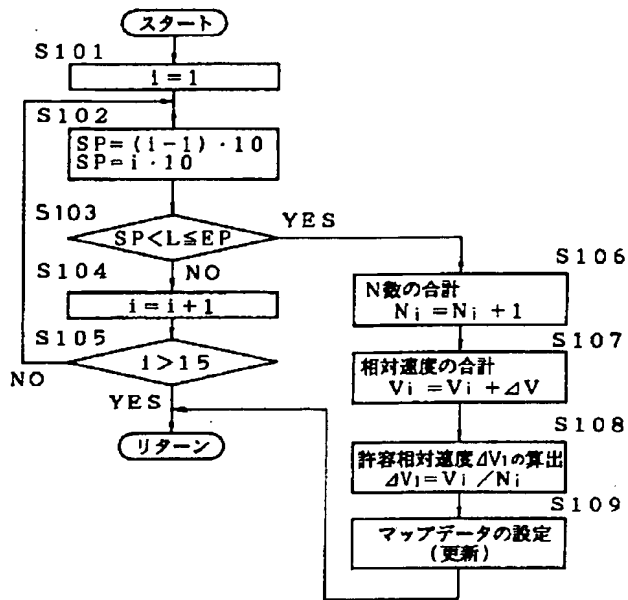 スタート
S101
i=1
S102
SP=(i-1)・10
SP=i・10
S103
SP<L≦EP
YES
NO
S104
i=i+1
S105
i>15
NO
YES
リターン
S106
N数の合計
Ni=Ni+1
S107
相対速度の合計
Vi=Vi+⊿V
S108
許容相対速度⊿V1の算出
⊿V1=Vi/Ni
S109
マップデータの設定
(更新)